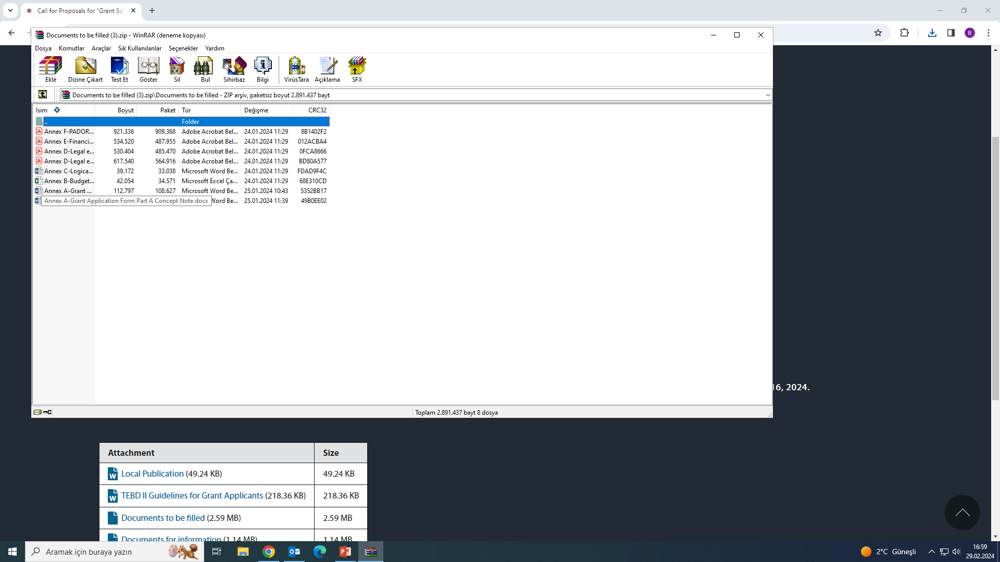 Call for Proposals for “Grant Sch
Documents to be filled (3).zip - WinRAR (deneme kopyası)
B
Dosya Komutlar Araçlar Sık Kullanılanlar Seçenekler Yardım
Ekle Dizine Çıkart Test Et Göster Sil Bul Sihirbaz Bilgi VirüsTara Açıklama SFX
Documents to be filled (3).zip\Documents to be filled - ZIP arşiv, paketsiz boyut 2.891.437 bayt
İsim Boyut Paket Tür Değişme CRC32
.. Folder
Annex F-PADOR... 921.336 909.368 Adobe Acrobat Bel... 24.01.2024 11:29 8B1402F2
Annex E-Financi... 534.520 487.955 Adobe Acrobat Bel... 24.01.2024 11:29 012ACBA4
Annex D-Legal e... 530.404 485.470 Adobe Acrobat Bel... 24.01.2024 11:29 0FCA8666
Annex D-Legal e... 617.540 564.916 Adobe Acrobat Bel... 24.01.2024 11:29 BD80A577
Annex C-Logica... 39.172 33.038 Microsoft Word Be... 24.01.2024 11:29 FDAD9F4C
Annex B-Budget... 42.054 34.571 Microsoft Excel Ça... 24.01.2024 11:29 68E310CD
Annex A-Grant ... 112.797 108.627 Microsoft Word Be... 25.01.2024 10:43 5352BB17
Annex A-Grant Application Form Part A Concept Note.docx Word Be... 25.01.2024 11:39 49B0EE02
16, 2024.
Toplam 2.891.437 bayt 8 dosya
Attachment Size
Local Publication (49.24 KB) 49.24 KB
TEBD II Guidelines for Grant Applicants (218.36 KB) 218.36 KB
Documents to be filled (2.59 MB) 2.59 MB
Documents for information (1.14 MB) 1.14 MB
Aramak için buraya yazın
2°C Güneşli
16:59
29.02.2024